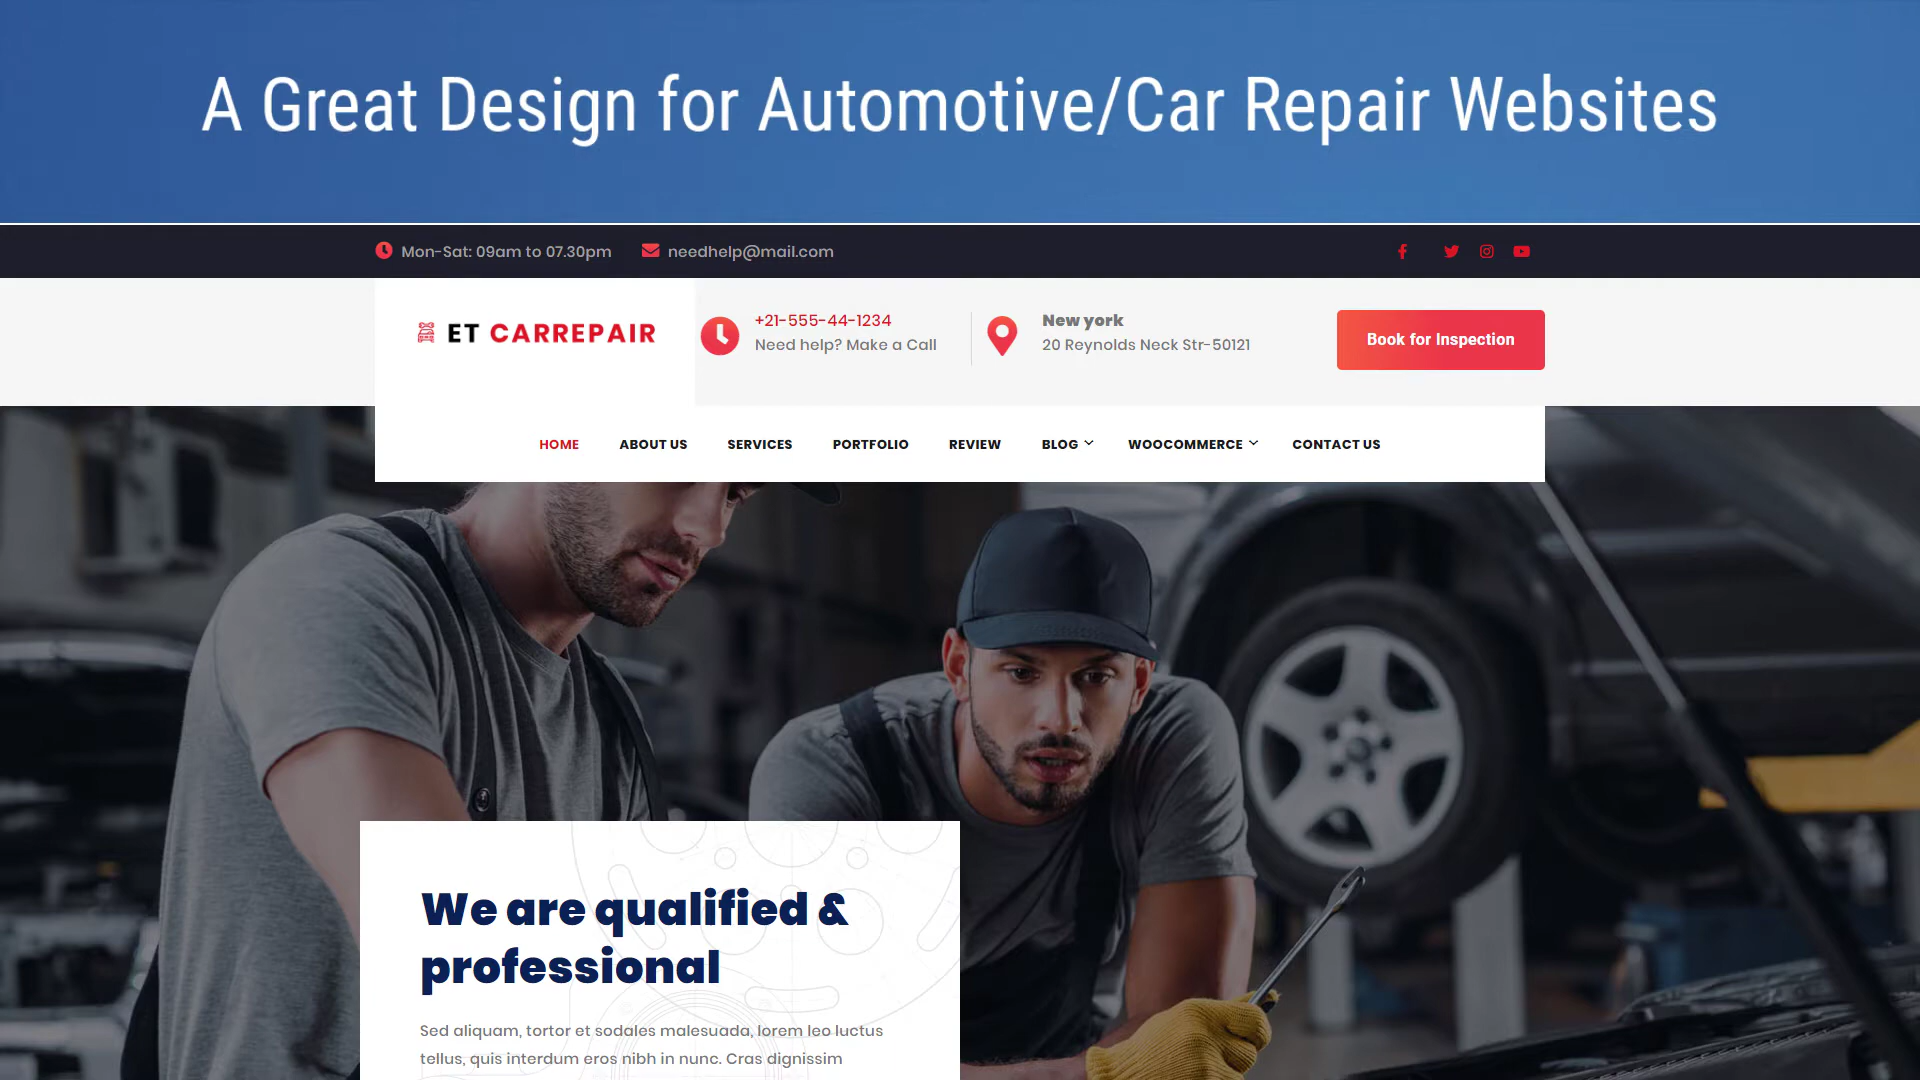 A Great Design for Automotive/Car Repair Websites
Mon-Sat: 09am to 07.30pm
needhelp@mail.com
ET CARREPAIR
+21-555-44-1234
Need help? Make a Call
New york
20 Reynolds Neck Str-50121
Book for Inspection
HOME ABOUT US SERVICES PORTFOLIO REVIEW BLOG WOOCOMMERCE CONTACT US
We are qualified &
professional
Sed aliquam, tortor et sodales malesuada, lorem leo luctus
tellus, quis interdum eros nibh in nunc. Cras dignissim